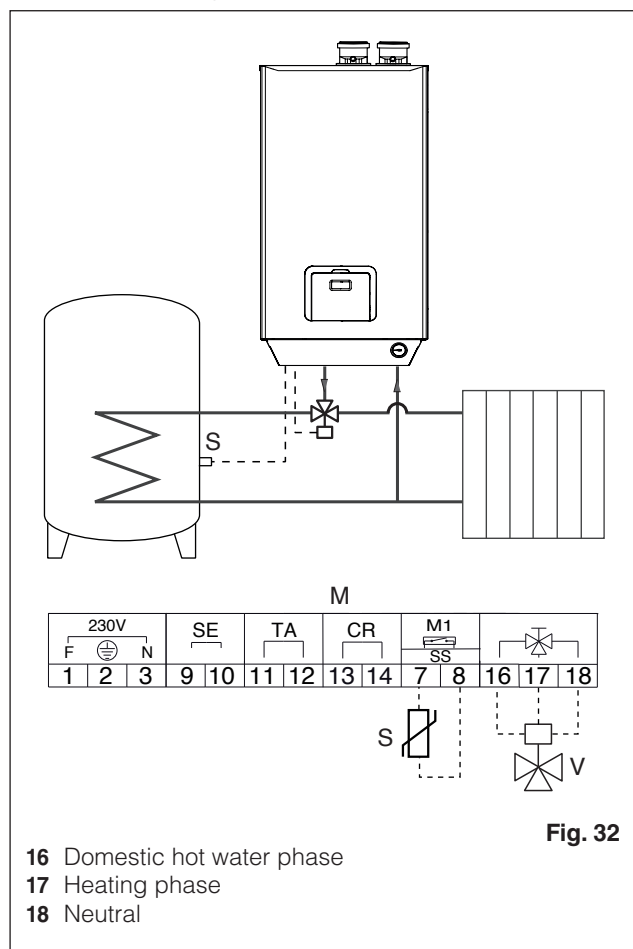 S
M
230V SE TA CR M1
F N SS
1 2 3 9 10 11 12 13 14 7 8 16 17 18
S
V
Fig. 32
16 Domestic hot water phase
17 Heating phase
18 Neutral